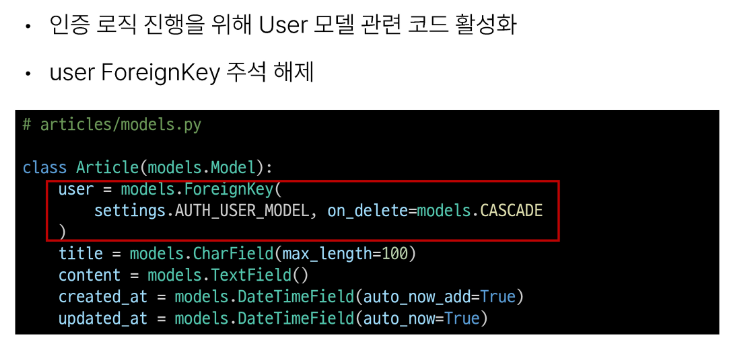 • 인증 로직 진행을 위해 User 모델 관련 코드 활성화
• user ForeignKey 주석 해제
# articles/models.py
class Article(models.Model):
    user = models.ForeignKey(
        settings.AUTH_USER_MODEL, on_delete=models.CASCADE
    )
    title = models.CharField(max_length=100)
    content = models.TextField()
    created_at = models.DateTimeField(auto_now_add=True)
    updated_at = models.DateTimeField(auto_now=True)